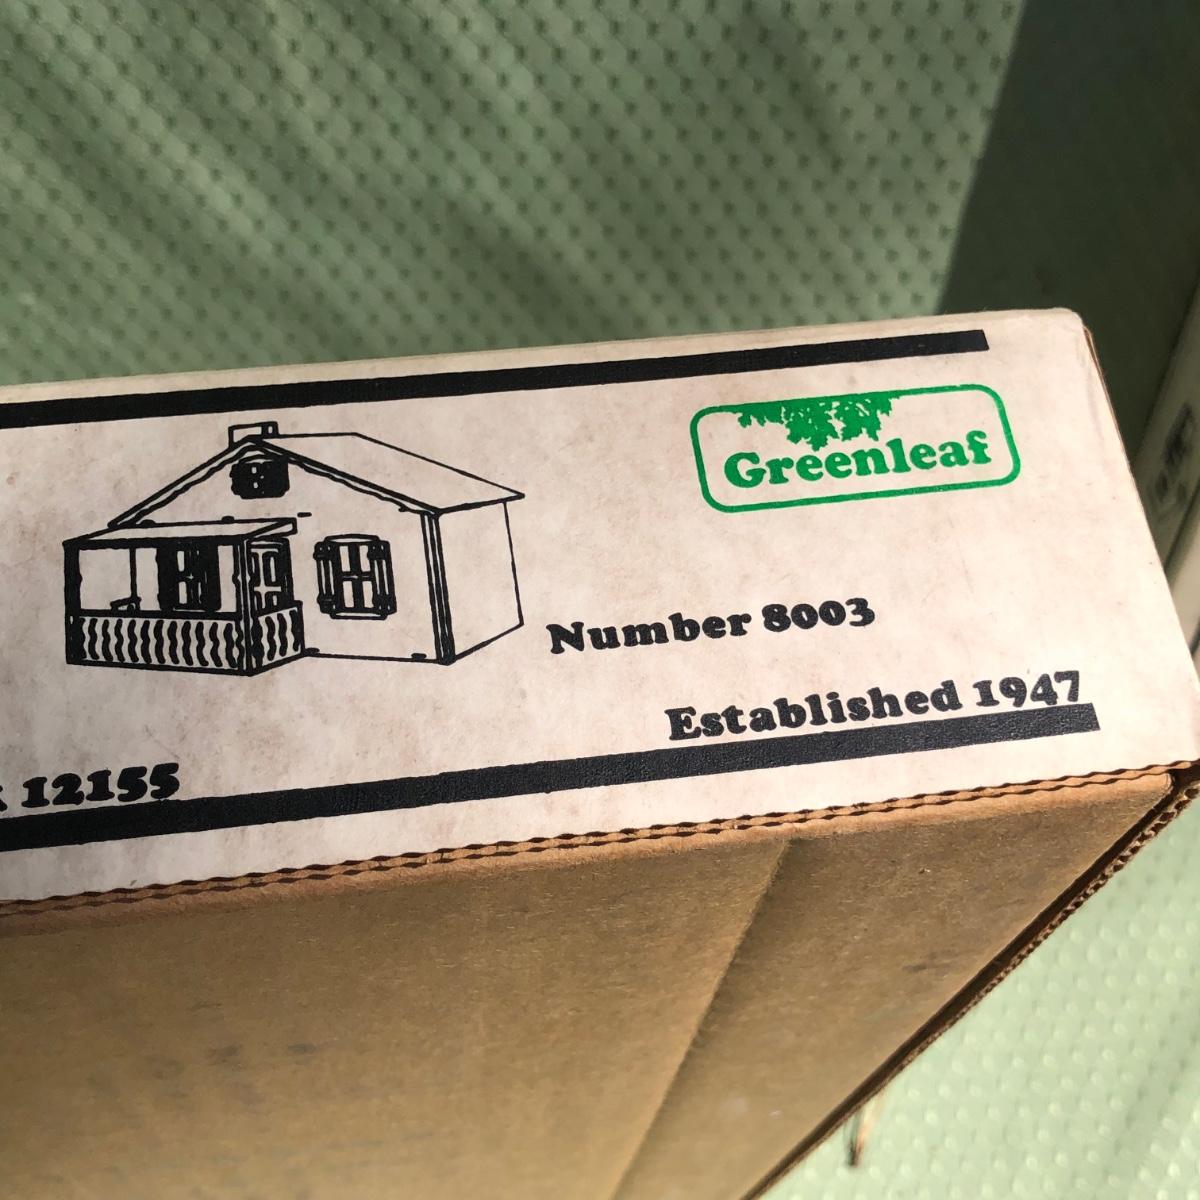 Greenleaf
Number 8003
Established 1947
12155